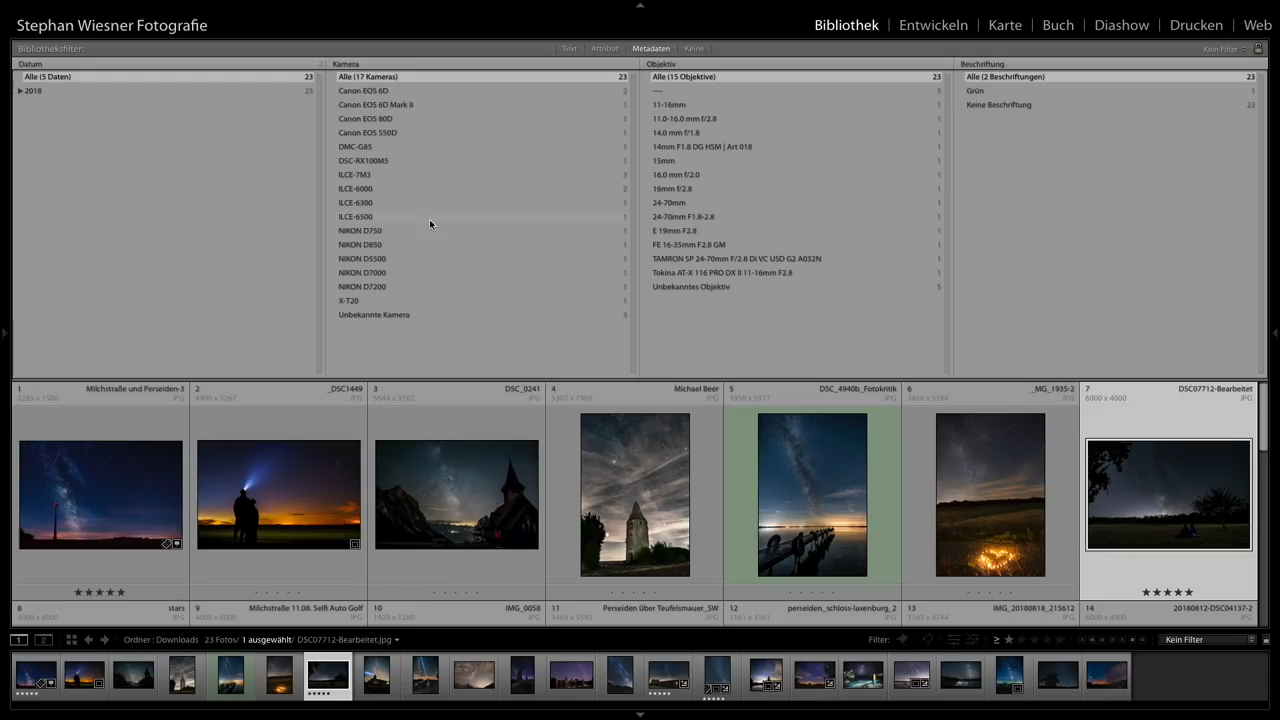 Stephan Wiesner Fotografie
Bibliothek | Entwickeln | Karte | Buch | Diashow | Drucken | Web
Bibliotheksfilter: Text Attribut Metadaten Keine Kein Filter
Datum Kamera Objektiv Beschriftung
Alle (5 Daten) 23 Alle (17 Kameras) 23 Alle (15 Objektive) 23 Alle (2 Beschriftungen) 23
2018 23 Canon EOS 6D 2 ---- 5 Grün 1
Canon EOS 6D Mark II 1 11-16mm 1 Keine Beschriftung 22
Canon EOS 80D 1 11.0-16.0 mm f/2.8 1
Canon EOS 550D 1 14.0 mm f/1.8 1
DMC-G85 1 14mm F1.8 DG HSM | Art 018 1
DSC-RX100M5 1 15mm 1
ILCE-7M3 3 16.0 mm f/2.0 1
ILCE-6000 2 16mm f/2.8 1
ILCE-6300 1 24-70mm 1
ILCE-6500 1 24-70mm F1.8-2.8 1
NIKON D750 1 E 19mm F2.8 1
NIKON D850 1 FE 16-35mm F2.8 GM 1
NIKON D5500 1 TAMRON SP 24-70mm F/2.8 Di VC USD G2 A032N 1
NIKON D7000 1 Tokina AT-X 116 PRO DX II 11-16mm F2.8 1
NIKON D7200 1 Unbekanntes Objektiv 5
X-T20 1
Unbekannte Kamera 3
1 Milchstraße und Perseiden-3 2 _DSC1449 3 DSC_0241 4 Michael Beer 5 DSC_4940b_Fotokritik 6 _MG_1935-2 7 DSC07712-Bearbeitet
2265 x 1500 JPG 4900 x 3267 JPG 5644 x 3762 JPG 5307 x 7960 JPG 3950 x 5917 JPG 3456 x 5184 JPG 6000 x 4000 JPG
8 stars 9 Milchstraße 11.08. Selfi Auto Golf 10 IMG_0058 11 Perseiden über Teufelsmauer_SW 12 perseiden_schloss-laxenburg_2 13 IMG_20180818_215612 14 20180812-DSC04137-2
4000 x 6000 JPG 6000 x 4000 JPG 1920 x 1280 JPG 3464 x 5592 JPG 3161 x 3161 JPG 3163 x 4744 JPG 6000 x 4000 JPG
1 2 Ordner : Downloads 23 Fotos/ 1 ausgewählt/ DSC07712-Bearbeitet.jpg Filter: ≥ Kein Filter